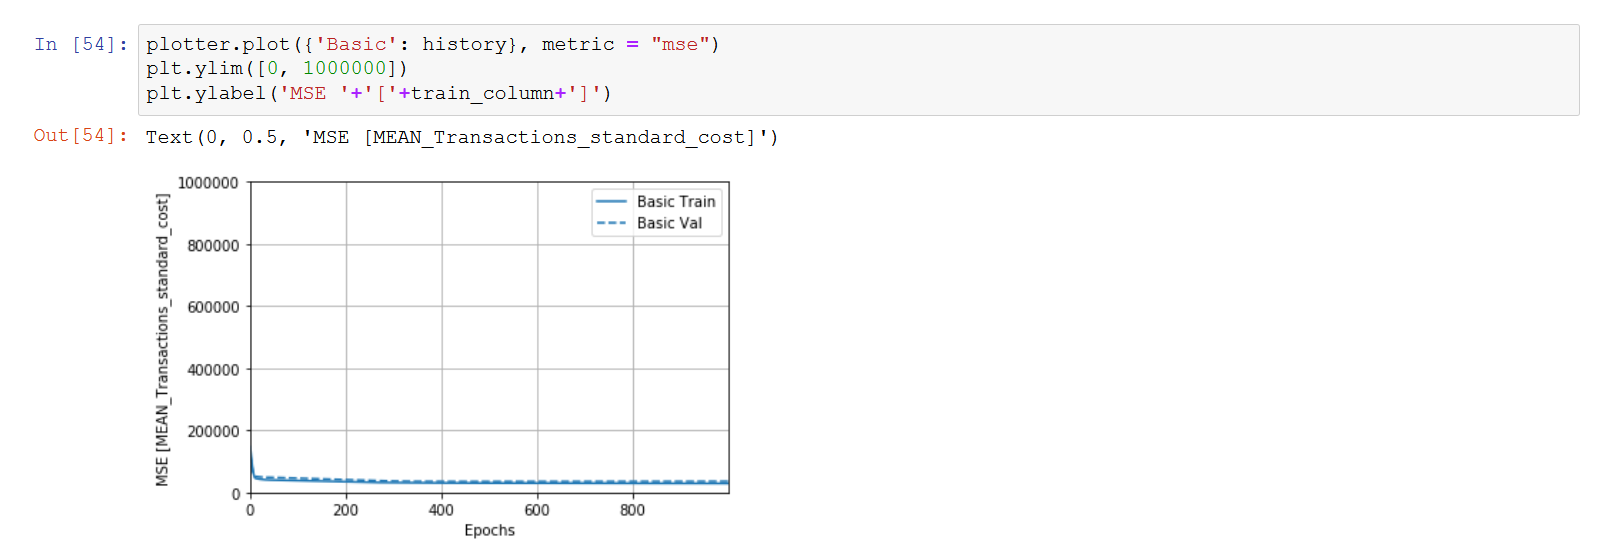 In [54]: plotter.plot({'Basic': history}, metric = "mse")
plt.ylim([0, 1000000])
plt.ylabel('MSE '+'['+train_column+']')
Out[54]: Text(0, 0.5, 'MSE [MEAN_Transactions_standard_cost]')
MSE [MEAN_Transactions_standard_cost]
1000000
800000
600000
400000
200000
0
Basic Train
Basic Val
0 200 400 600 800
Epochs